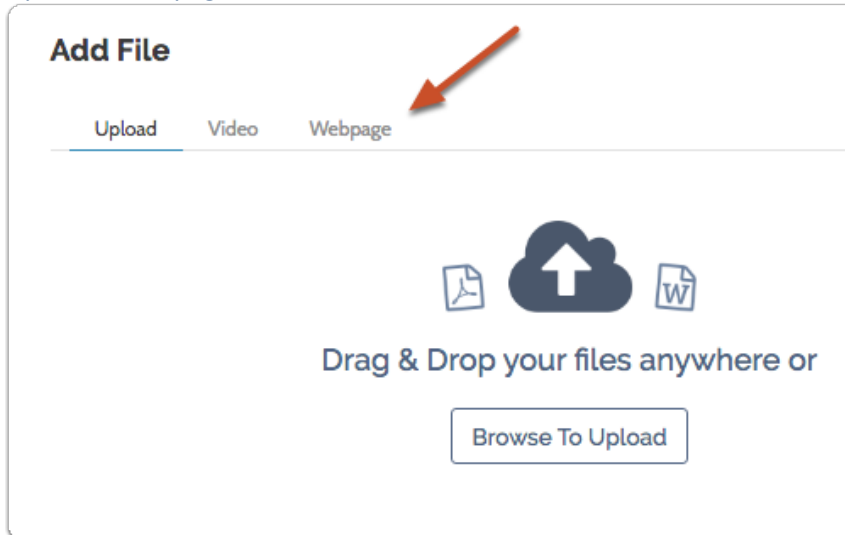 Add File
Upload Video Webpage
W
Drag & Drop your files anywhere or
Browse To Upload